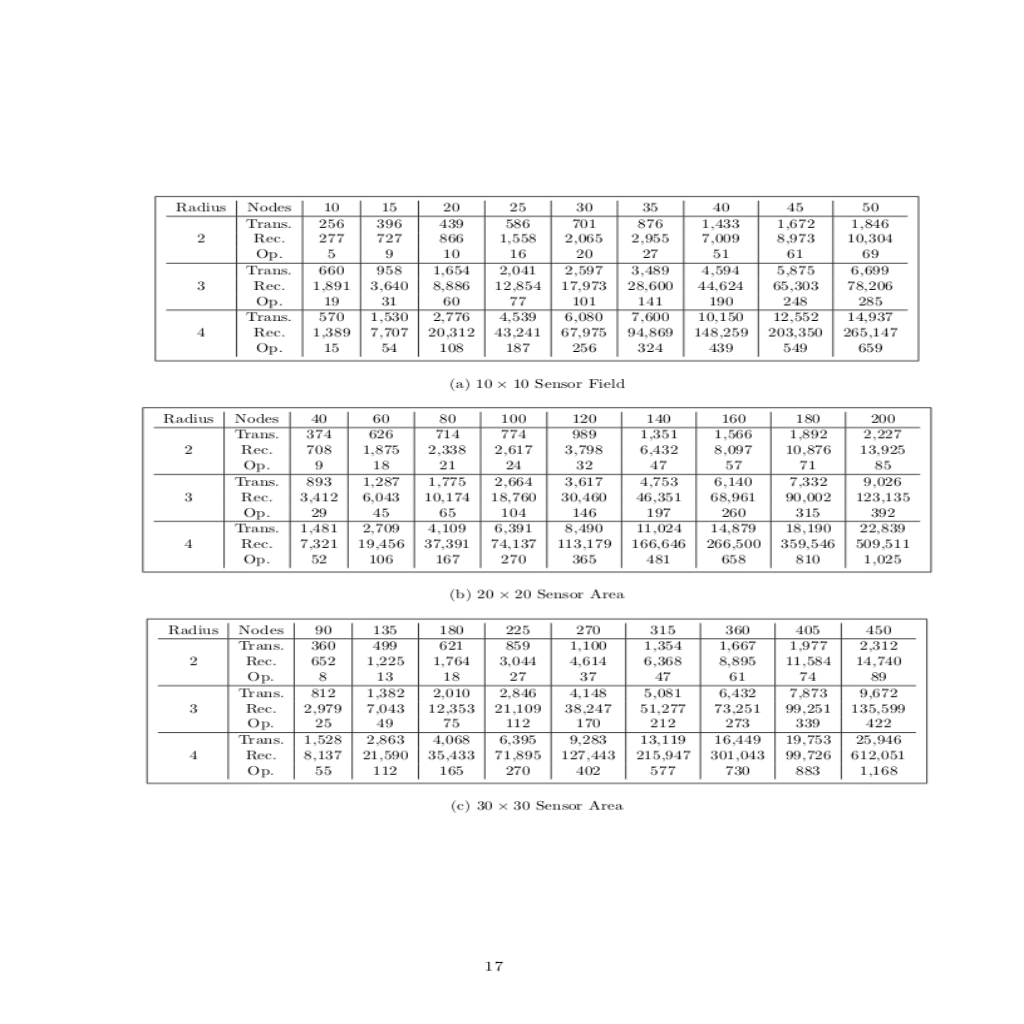 Radius Nodes 10 15 20 25 30 35 40 45 50
Trans. 256 396 439 586 701 876 1,433 1,672 1,846
2 Rec. 277 727 866 1,558 2,065 2,955 7,009 8,973 10,304
Op. 5 9 10 16 20 27 51 61 69
Trans. 660 958 1,654 2,041 2,597 3,489 4,594 5,875 6,699
3 Rec. 1,891 3,640 8,886 12,854 17,973 28,600 44,624 65,303 78,206
Op. 19 31 60 77 101 141 190 248 285
Trans. 570 1,530 2,776 4,539 6,080 7,600 10,150 12,552 14,937
4 Rec. 1,389 7,707 20,312 43,241 67,975 94,869 148,259 203,350 265,147
Op. 15 54 108 187 256 324 439 549 659
(a) 10 × 10 Sensor Field
Radius Nodes 40 60 80 100 120 140 160 180 200
Trans. 374 626 714 774 989 1,351 1,566 1,892 2,227
2 Rec. 708 1,875 2,338 2,617 3,798 6,432 8,097 10,876 13,925
Op. 9 18 21 24 32 47 57 71 85
Trans. 893 1,287 1,775 2,664 3,617 4,753 6,140 7,332 9,026
3 Rec. 3,412 6,043 10,174 18,760 30,460 46,351 68,961 90,002 123,135
Op. 29 45 65 104 146 197 260 315 392
Trans. 1,481 2,709 4,109 6,391 8,490 11,024 14,879 18,190 22,839
4 Rec. 7,321 19,456 37,391 74,137 113,179 166,646 266,500 359,546 509,511
Op. 52 106 167 270 365 481 658 810 1,025
(b) 20 × 20 Sensor Area
Radius Nodes 90 135 180 225 270 315 360 405 450
Trans. 360 499 621 859 1,100 1,354 1,667 1,977 2,312
2 Rec. 652 1,225 1,764 3,044 4,614 6,368 8,895 11,584 14,740
Op. 8 13 18 27 37 47 61 74 89
Trans. 812 1,382 2,010 2,846 4,148 5,081 6,432 7,873 9,672
3 Rec. 2,979 7,043 12,353 21,109 38,247 51,277 73,251 99,251 135,599
Op. 25 49 75 112 170 212 273 339 422
Trans. 1,528 2,863 4,068 6,395 9,283 13,119 16,449 19,753 25,946
4 Rec. 8,137 21,590 35,433 71,895 127,443 215,947 301,043 99,726 612,051
Op. 55 112 165 270 402 577 730 883 1,168
(c) 30 × 30 Sensor Area
17